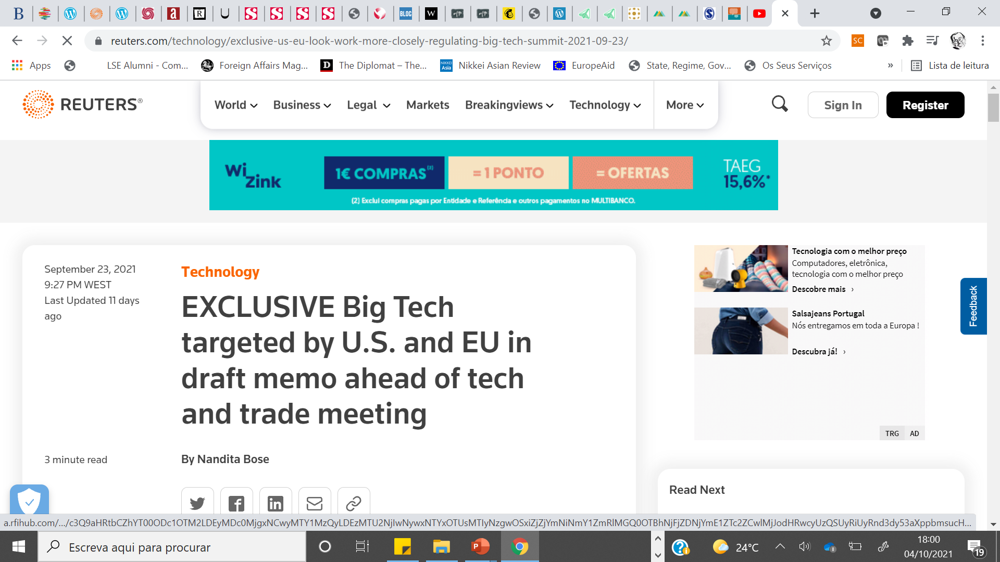 reuters.com/technology/exclusive-us-eu-look-work-more-closely-regulating-big-tech-summit-2021-09-23/
SC
Apps
LSE Alumni - Com...
Foreign Affairs Mag...
The Diplomat – The...
Nikkei Asian Review
EuropeAid
State, Regime, Gov...
Os Seus Serviços
»
Lista de leitura
REUTERS®
World
Business
Legal
Markets
Breakingviews
Technology
More
Sign In
Register
Wi
Zink
1€ COMPRAS(2)
= 1 PONTO
= OFERTAS
TAEG
15,6%*
(2) Exclui compras pagas por Entidade e Referência e outros pagamentos no MULTIBANCO.
September 23, 2021
9:27 PM WEST
Last Updated 11 days
ago
Technology
EXCLUSIVE Big Tech
targeted by U.S. and EU in
draft memo ahead of tech
and trade meeting
3 minute read
By Nandita Bose
Tecnologia com o melhor preço
Computadores, eletrônica,
tecnologia com o melhor preço
Descobre mais ›
Salsajeans Portugal
Nós entregamos em toda a Europa !
Descubra já! ›
TRG
AD
Feedback
Read Next
Escreva aqui para procurar
24°C
18:00
04/10/2021
19